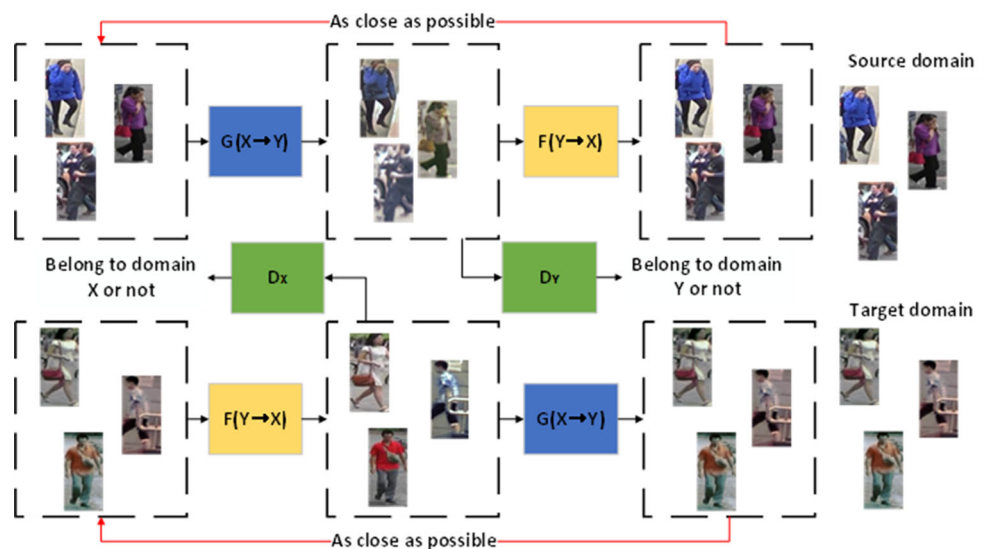 As close as possible
Source domain
G(X→Y)
F(Y→X)
Belong to domain
X or not
DX
DY
Belong to domain
Y or not
Target domain
F(Y→X)
G(X→Y)
As close as possible